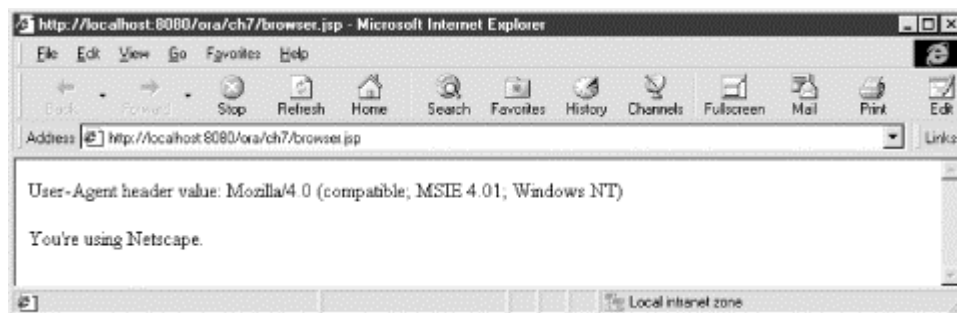 http://localhost:8080/ora/ch7/browser.jsp - Microsoft Internet Explorer
File Edit View Go Favorites Help
Back Forward Stop Refresh Home Search Favorites History Channels Fullscreen Mail Print Edit
Address http://localhost:8080/ora/ch7/browser.jsp Links
User-Agent header value: Mozilla/4.0 (compatible; MSIE 4.01; Windows NT)
You're using Netscape.
Local intranet zone